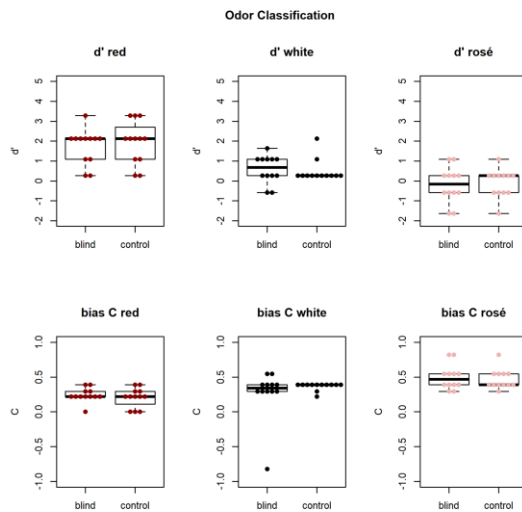 Odor Classification
d' red
d' white
d' rosé
d'
5
4
3
2
1
0
-1
-2
blind
control
d'
5
4
3
2
1
0
-1
-2
blind
control
d'
5
4
3
2
1
0
-1
-2
blind
control
bias C red
bias C white
bias C rosé
C
1.0
0.5
0.0
-0.5
-1.0
blind
control
C
1.0
0.5
0.0
-0.5
-1.0
blind
control
C
1.0
0.5
0.0
-0.5
-1.0
blind
control